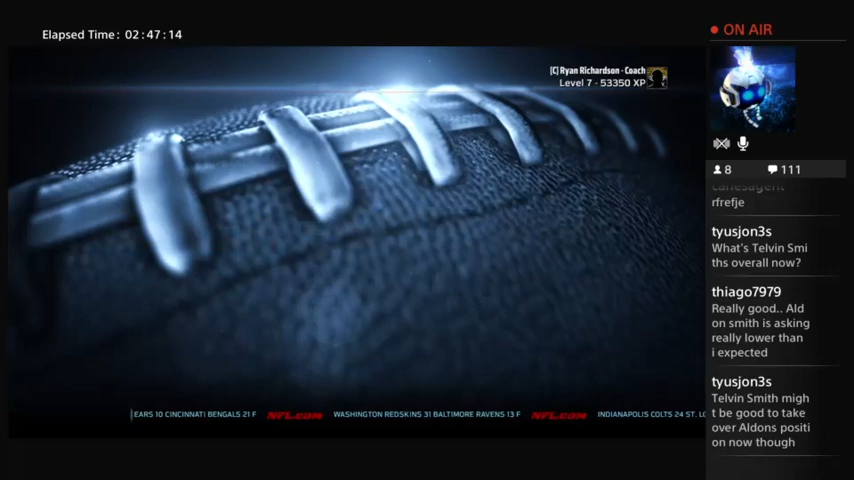 Elapsed Time: 02:47:14
ON AIR
[C] Ryan Richardson - Coach
Level 7 - 53350 XP
8 111
rfrefje
tyusjon3s
What's Telvin Smi
ths overall now?
thiago7979
Really good.. Ald
on smith is asking
really lower than
i expected
tyusjon3s
Telvin Smith migh
t be good to take
over Aldons positi
on now though
EARS 10 CINCINNATI BENGALS 21 F NFL.com WASHINGTON REDSKINS 31 BALTIMORE RAVENS 13 F NFL.com INDIANAPOLIS COLTS 24 ST. LO